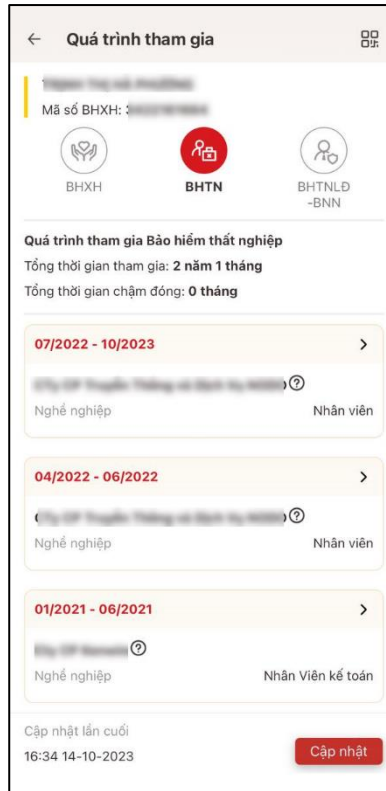 Quá trình tham gia
Mã số BHXH:
BHXH
BHTN
BHTNLĐ
-BNN
Quá trình tham gia Bảo hiểm thất nghiệp
Tổng thời gian tham gia: 2 năm 1 tháng
Tổng thời gian chậm đóng: 0 tháng
07/2022 - 10/2023
Nghề nghiệp Nhân viên
04/2022 - 06/2022
Nghề nghiệp Nhân viên
01/2021 - 06/2021
Nghề nghiệp Nhân Viên kế toán
Cập nhật lần cuối
16:34 14-10-2023
Cập nhật